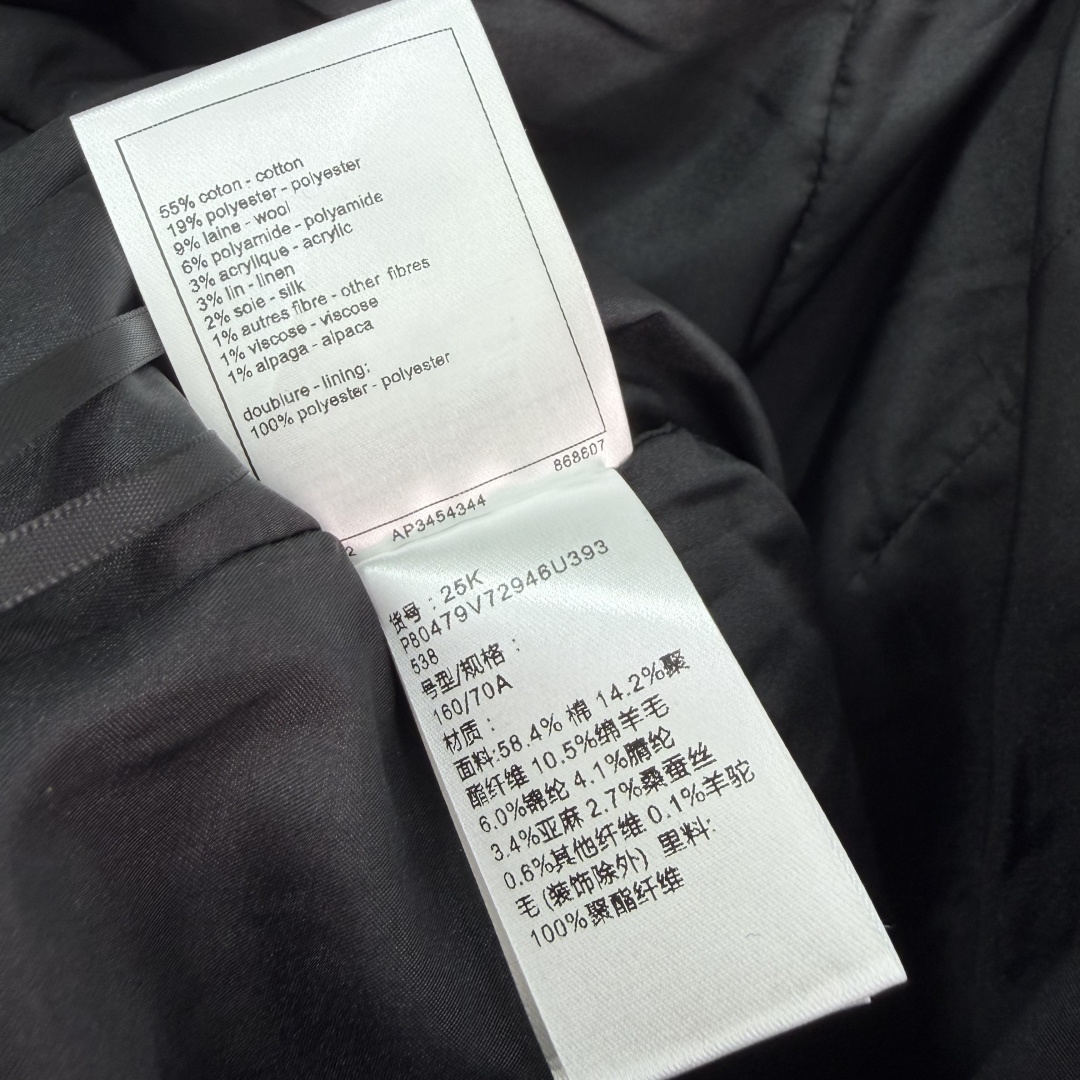 55% coton - cotton
19% polyester - polyester
9% laine - wool
6% polyamide - polyamide
3% acrylique - acrylic
3% lin - linen
2% soie - silk
1% autres fibre - other fibres
1% viscose - viscose
1% alpaga - alpaca
doublure - lining:
100% polyester - polyester
868607
2 AP3454344
货号：25K
P80479V72946U393
538
号型/规格：
160/70A
材质：
面料:58.4% 棉 14.2%聚
酯纤维 10.5%绵羊毛
6.0%锦纶 4.1%腈纶
3.4%亚麻 2.7%桑蚕丝
0.6%其他纤维 0.1%羊驼
毛 (装饰除外) 里料:
100%聚酯纤维